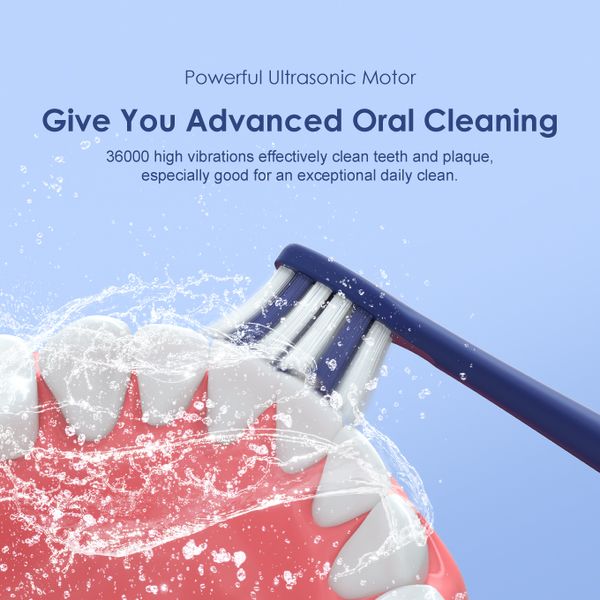 Powerful Ultrasonic Motor
Give You Advanced Oral Cleaning
36000 high vibrations effectively clean teeth and plaque,
especially good for an exceptional daily clean.